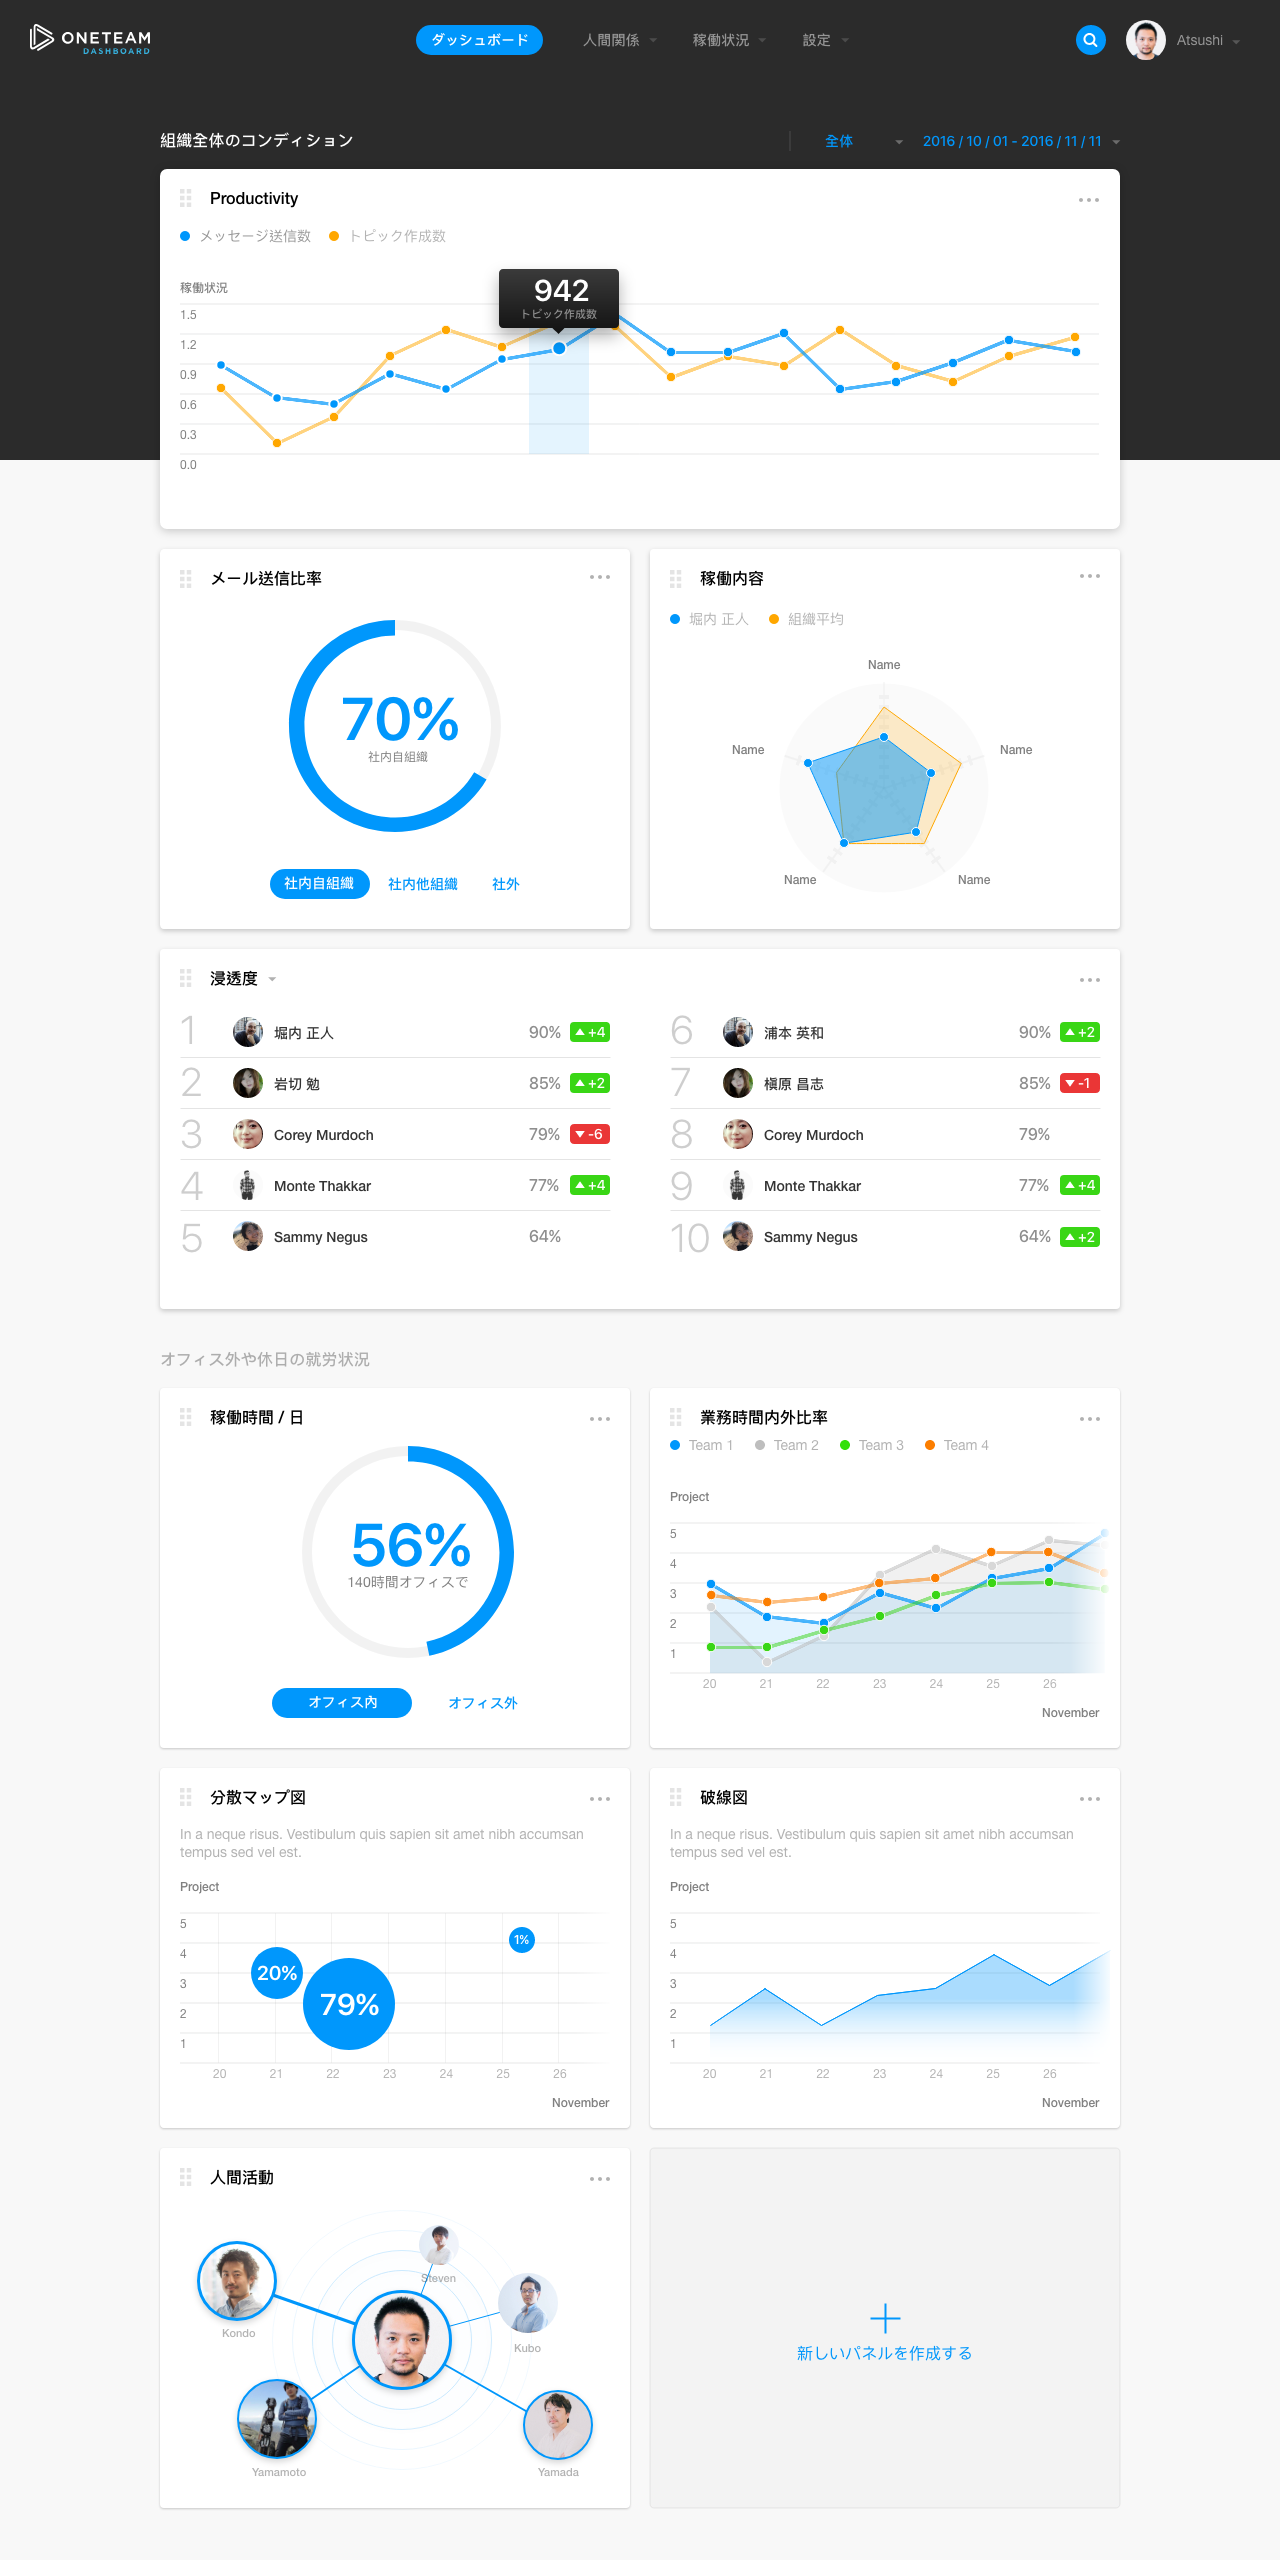 ONETEAM
DASHBOARD
ダッシュボード
人間関係
稼働状況
設定
Atsushi
組織全体のコンディション
全体
2016 / 10 / 01 - 2016 / 11 / 11
Productivity
メッセージ送信数
トピック作成数
稼働状況
942
トピック作成数
1.5
1.2
0.9
0.6
0.3
0.0
メール送信比率
70%
社内自組織
社内自組織
社内他組織
社外
稼働内容
堀内 正人
組織平均
Name
Name
Name
Name
Name
浸透度
1 堀内 正人 90% +4
2 岩切 勉 85% +2
3 Corey Murdoch 79% -6
4 Monte Thakkar 77% +4
5 Sammy Negus 64%
6 浦本 英和 90% +2
7 槇原 昌志 85% -1
8 Corey Murdoch 79%
9 Monte Thakkar 77% +4
10 Sammy Negus 64% +2
オフィス外や休日の就労状況
稼働時間 / 日
56%
140時間オフィスで
オフィス内
オフィス外
業務時間内外比率
Team 1
Team 2
Team 3
Team 4
Project
5
4
3
2
1
20 21 22 23 24 25 26
November
分散マップ図
In a neque risus. Vestibulum quis sapien sit amet nibh accumsan
tempus sed vel est.
Project
5
4
3
2
1
1%
20%
79%
20 21 22 23 24 25 26
November
破線図
In a neque risus. Vestibulum quis sapien sit amet nibh accumsan
tempus sed vel est.
Project
5
4
3
2
1
20 21 22 23 24 25 26
November
人間活動
Steven
Kondo
Kubo
Yamamoto
Yamada
新しいパネルを作成する